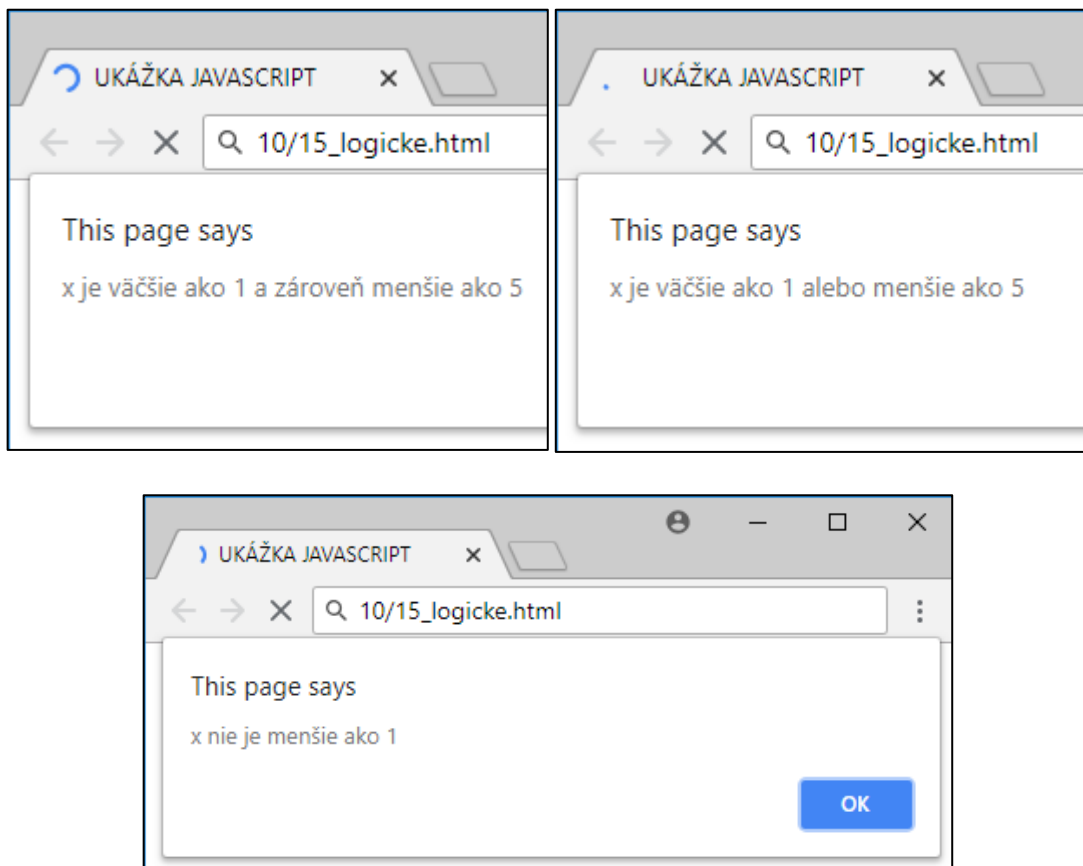 UKÁŽKA JAVASCRIPT
10/15_logicke.html
This page says
x je väčšie ako 1 a zároveň menšie ako 5
UKÁŽKA JAVASCRIPT
10/15_logicke.html
This page says
x je väčšie ako 1 alebo menšie ako 5
UKÁŽKA JAVASCRIPT
10/15_logicke.html
This page says
x nie je menšie ako 1
OK